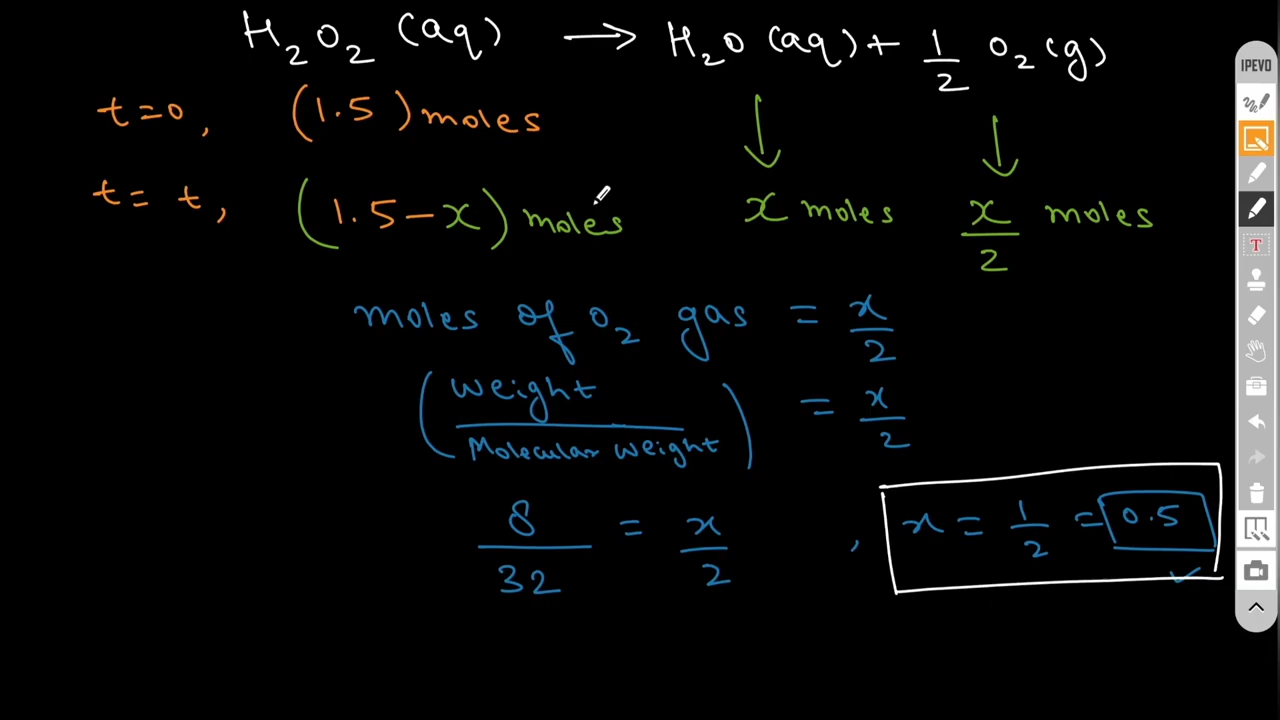 H₂O₂ (aq) → H₂O (aq) + 1/2 O₂ (g)
t=0, (1.5) moles
t= t, (1.5 – x) moles x moles x/2 moles
moles of O₂ gas = x/2
(Weight / Molecular weight) = x/2
8/32 = x/2 , x = 1/2 = 0.5
IPEVO
T